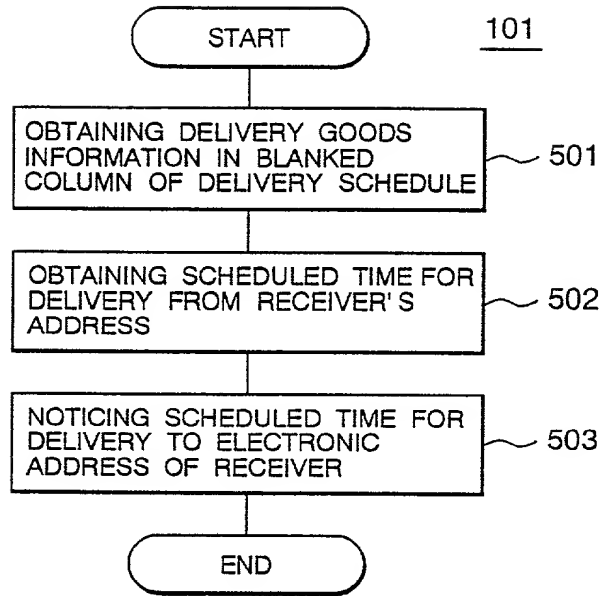 START
101
OBTAINING DELIVERY GOODS
INFORMATION IN BLANKED
COLUMN OF DELIVERY SCHEDULE
501
OBTAINING SCHEDULED TIME FOR
DELIVERY FROM RECEIVER'S
ADDRESS
502
NOTICING SCHEDULED TIME FOR
DELIVERY TO ELECTRONIC
ADDRESS OF RECEIVER
503
END